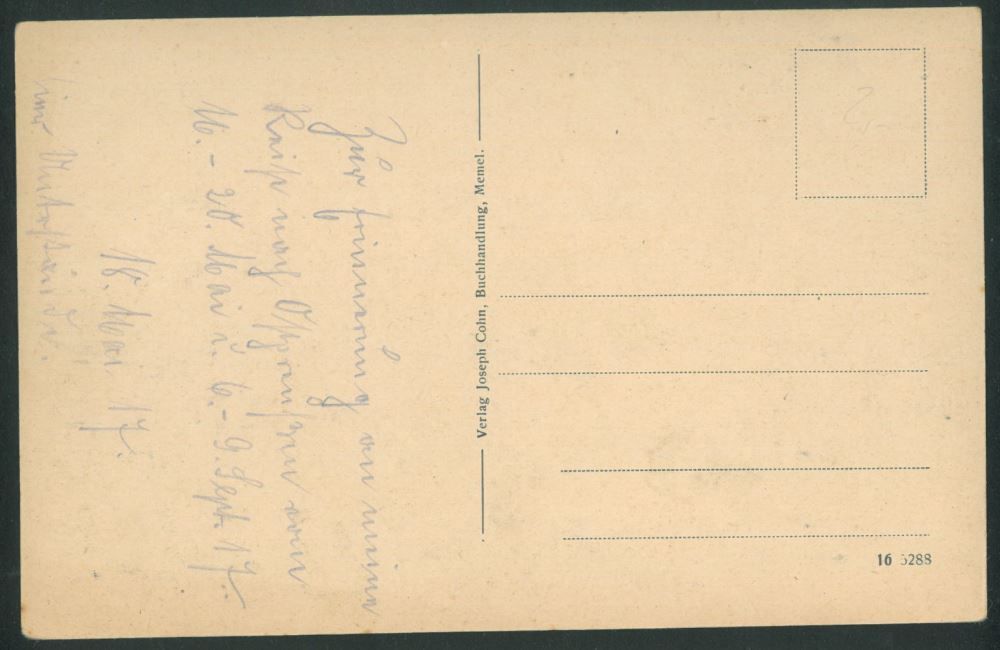 Zur Erinnerung an meine
Reise nach Ostpreußen vom
16. - 20. Mai u. 6. - 9. Sept. 17.
18. Mai 17.
Verlag Joseph Cohn, Buchhandlung, Memel.
2,-
16 5288